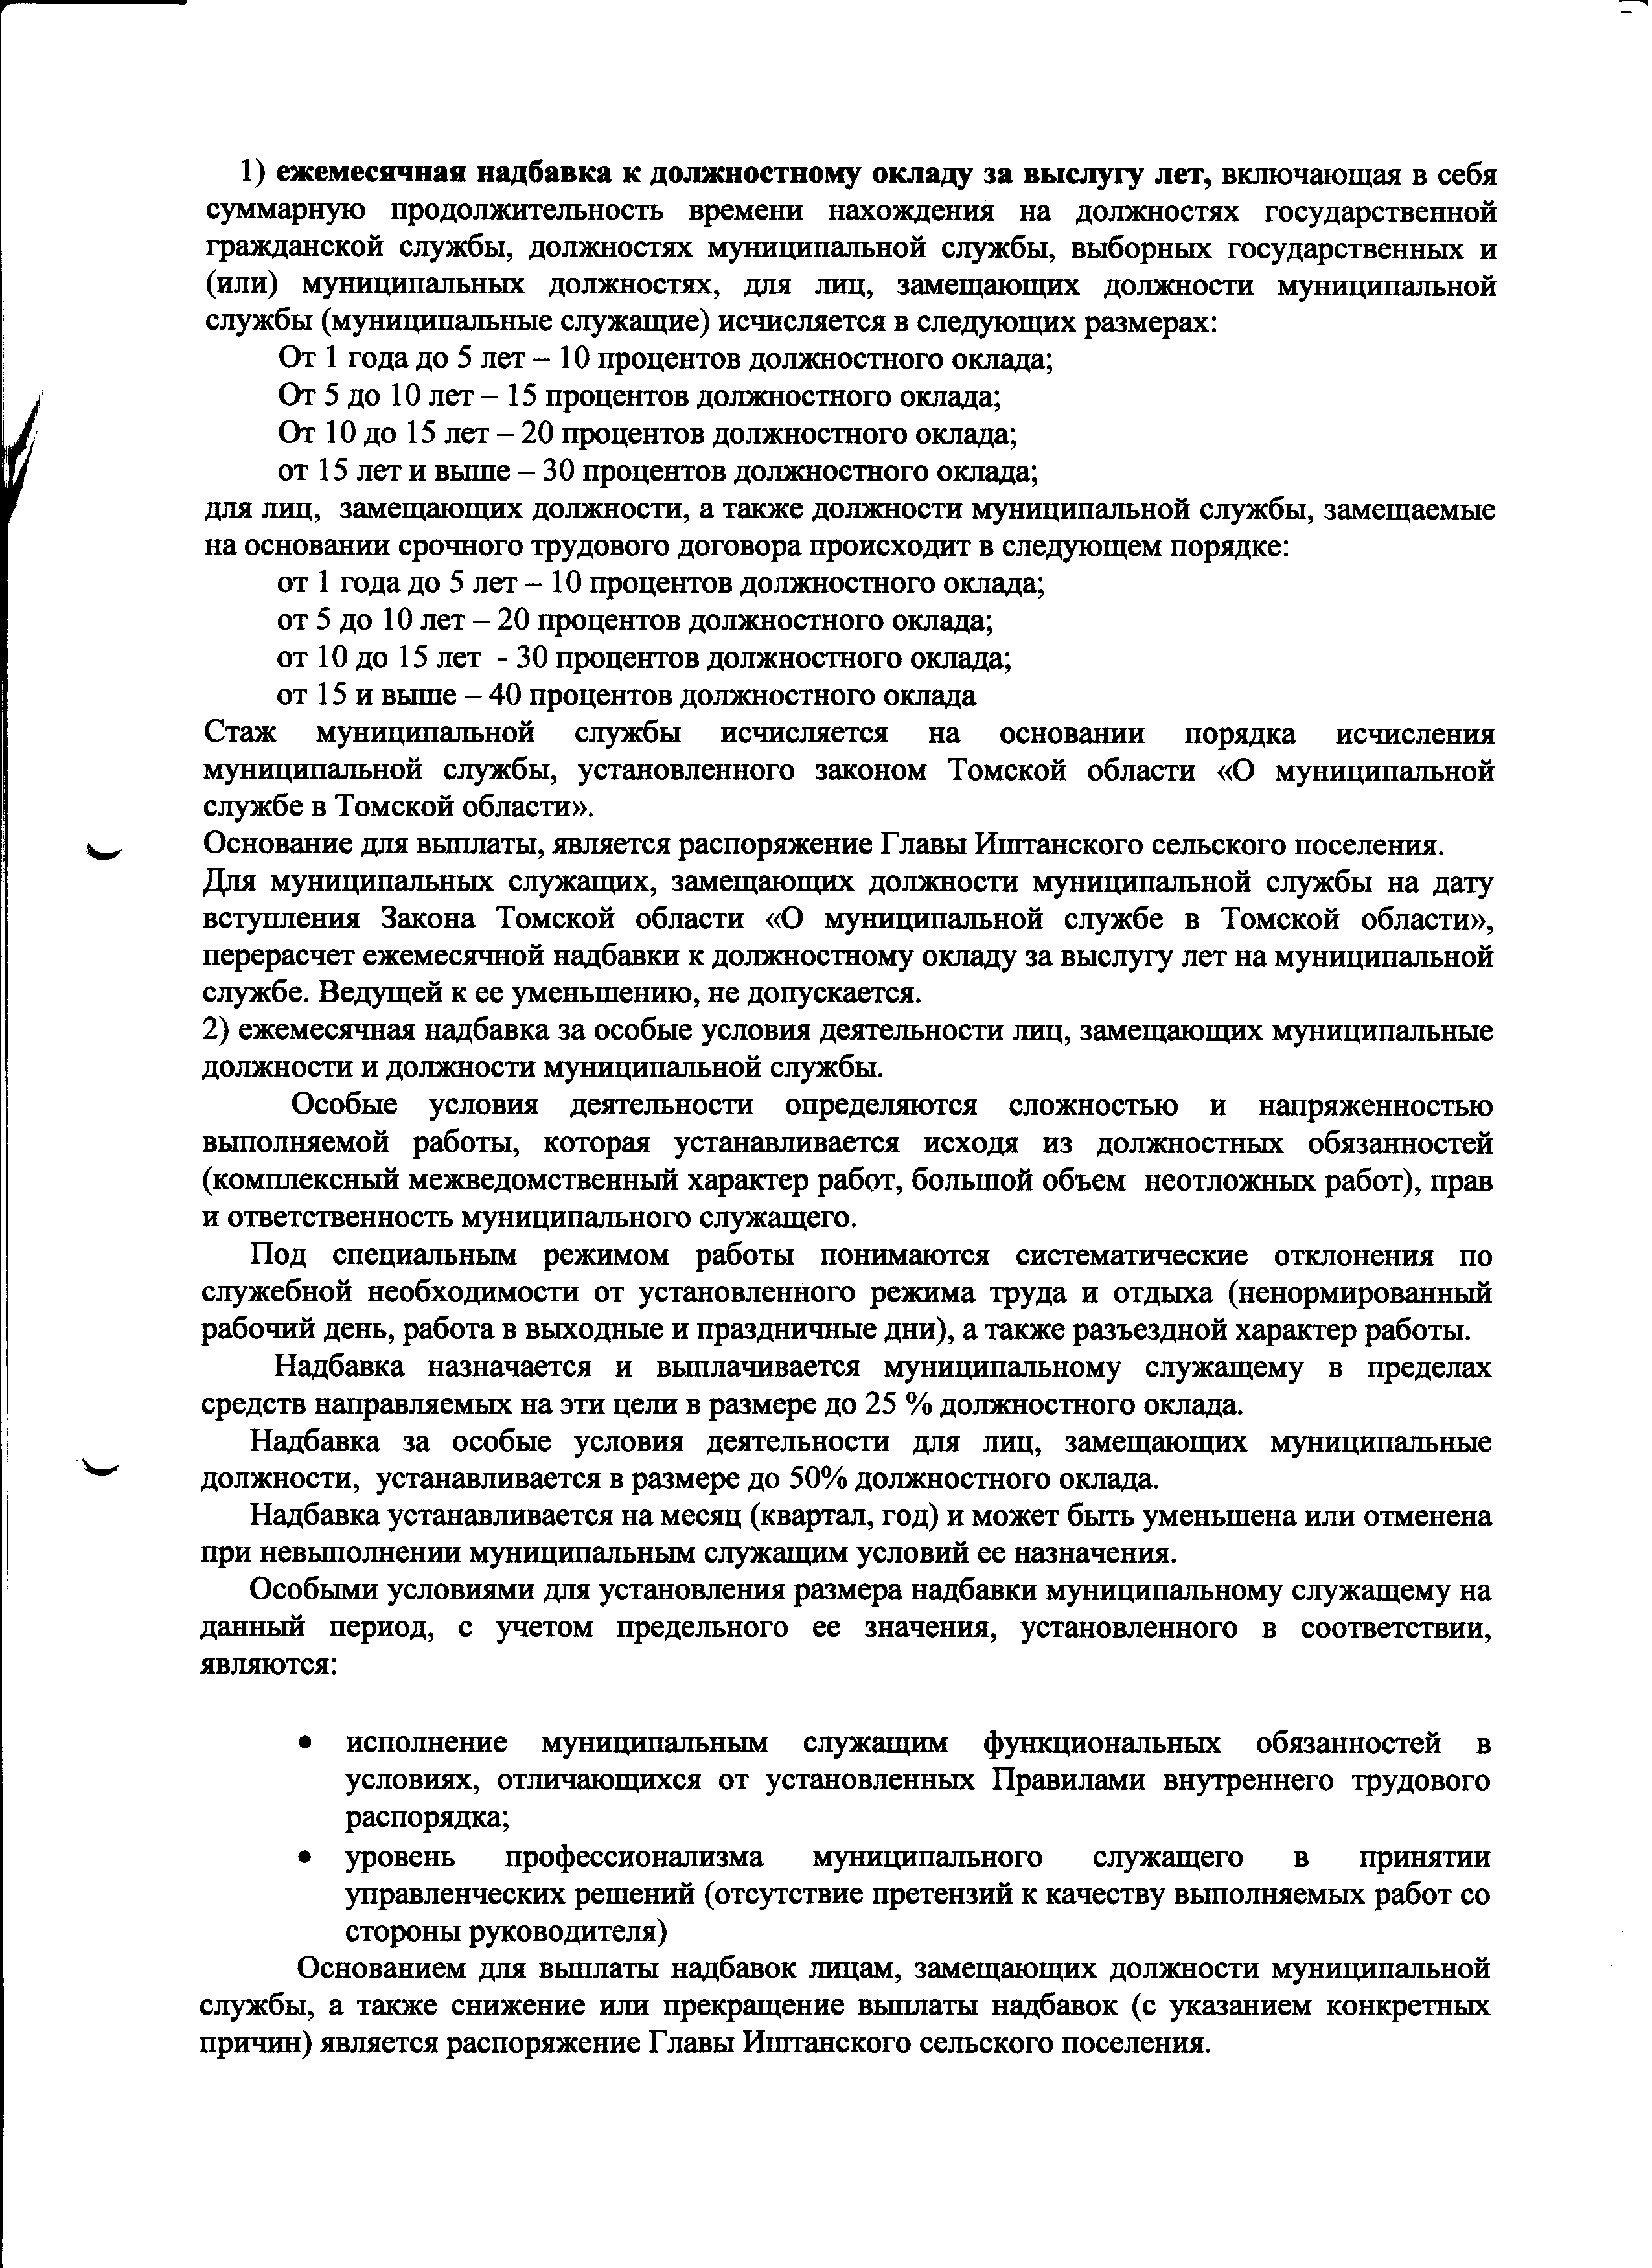 1) ежемесячная надбавка к должностному окладу за выслугу лет, включающая в себя
суммарную продолжительность времени нахождения на должностях государственной
гражданской службы, должностях муниципальной службы, выборных государственных и
(или) муниципальных должностях, для лиц, замещающих должности муниципальной
службы (муниципальные служащие) исчисляется в следующих размерах:
От 1 года до 5 лет – 10 процентов должностного оклада;
От 5 до 10 лет – 15 процентов должностного оклада;
От 10 до 15 лет – 20 процентов должностного оклада;
от 15 лет и выше – 30 процентов должностного оклада;
для лиц, замещающих должности, а также должности муниципальной службы, замещаемые
на основании срочного трудового договора происходит в следующем порядке:
от 1 года до 5 лет – 10 процентов должностного оклада;
от 5 до 10 лет – 20 процентов должностного оклада;
от 10 до 15 лет - 30 процентов должностного оклада;
от 15 и выше – 40 процентов должностного оклада
Стаж муниципальной службы исчисляется на основании порядка исчисления
муниципальной службы, установленного законом Томской области «О муниципальной
службе в Томской области».
Основание для выплаты, является распоряжение Главы Иштанского сельского поселения.
Для муниципальных служащих, замещающих должности муниципальной службы на дату
вступления Закона Томской области «О муниципальной службе в Томской области»,
перерасчет ежемесячной надбавки к должностному окладу за выслугу лет на муниципальной
службе. Ведущей к ее уменьшению, не допускается.
2) ежемесячная надбавка за особые условия деятельности лиц, замещающих муниципальные
должности и должности муниципальной службы.
Особые условия деятельности определяются сложностью и напряженностью
выполняемой работы, которая устанавливается исходя из должностных обязанностей
(комплексный межведомственный характер работ, большой объем неотложных работ), прав
и ответственность муниципального служащего.
Под специальным режимом работы понимаются систематические отклонения по
служебной необходимости от установленного режима труда и отдыха (ненормированный
рабочий день, работа в выходные и праздничные дни), а также разъездной характер работы.
Надбавка назначается и выплачивается муниципальному служащему в пределах
средств направляемых на эти цели в размере до 25 % должностного оклада.
Надбавка за особые условия деятельности для лиц, замещающих муниципальные
должности, устанавливается в размере до 50% должностного оклада.
Надбавка устанавливается на месяц (квартал, год) и может быть уменьшена или отменена
при невыполнении муниципальным служащим условий ее назначения.
Особыми условиями для установления размера надбавки муниципальному служащему на
данный период, с учетом предельного ее значения, установленного в соответствии,
являются:
• исполнение муниципальным служащим функциональных обязанностей в
условиях, отличающихся от установленных Правилами внутреннего трудового
распорядка;
• уровень профессионализма муниципального служащего в принятии
управленческих решений (отсутствие претензий к качеству выполняемых работ со
стороны руководителя)
Основанием для выплаты надбавок лицам, замещающих должности муниципальной
службы, а также снижение или прекращение выплаты надбавок (с указанием конкретных
причин) является распоряжение Главы Иштанского сельского поселения.